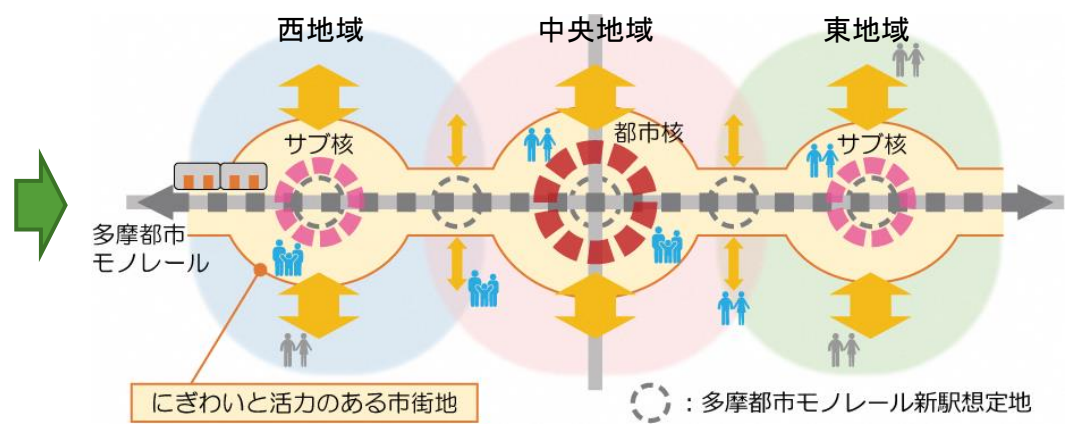 西地域
中央地域
東地域
サブ核
都市核
サブ核
多摩都市
モノレール
にぎわいと活力のある市街地
：多摩都市モノレール新駅想定地